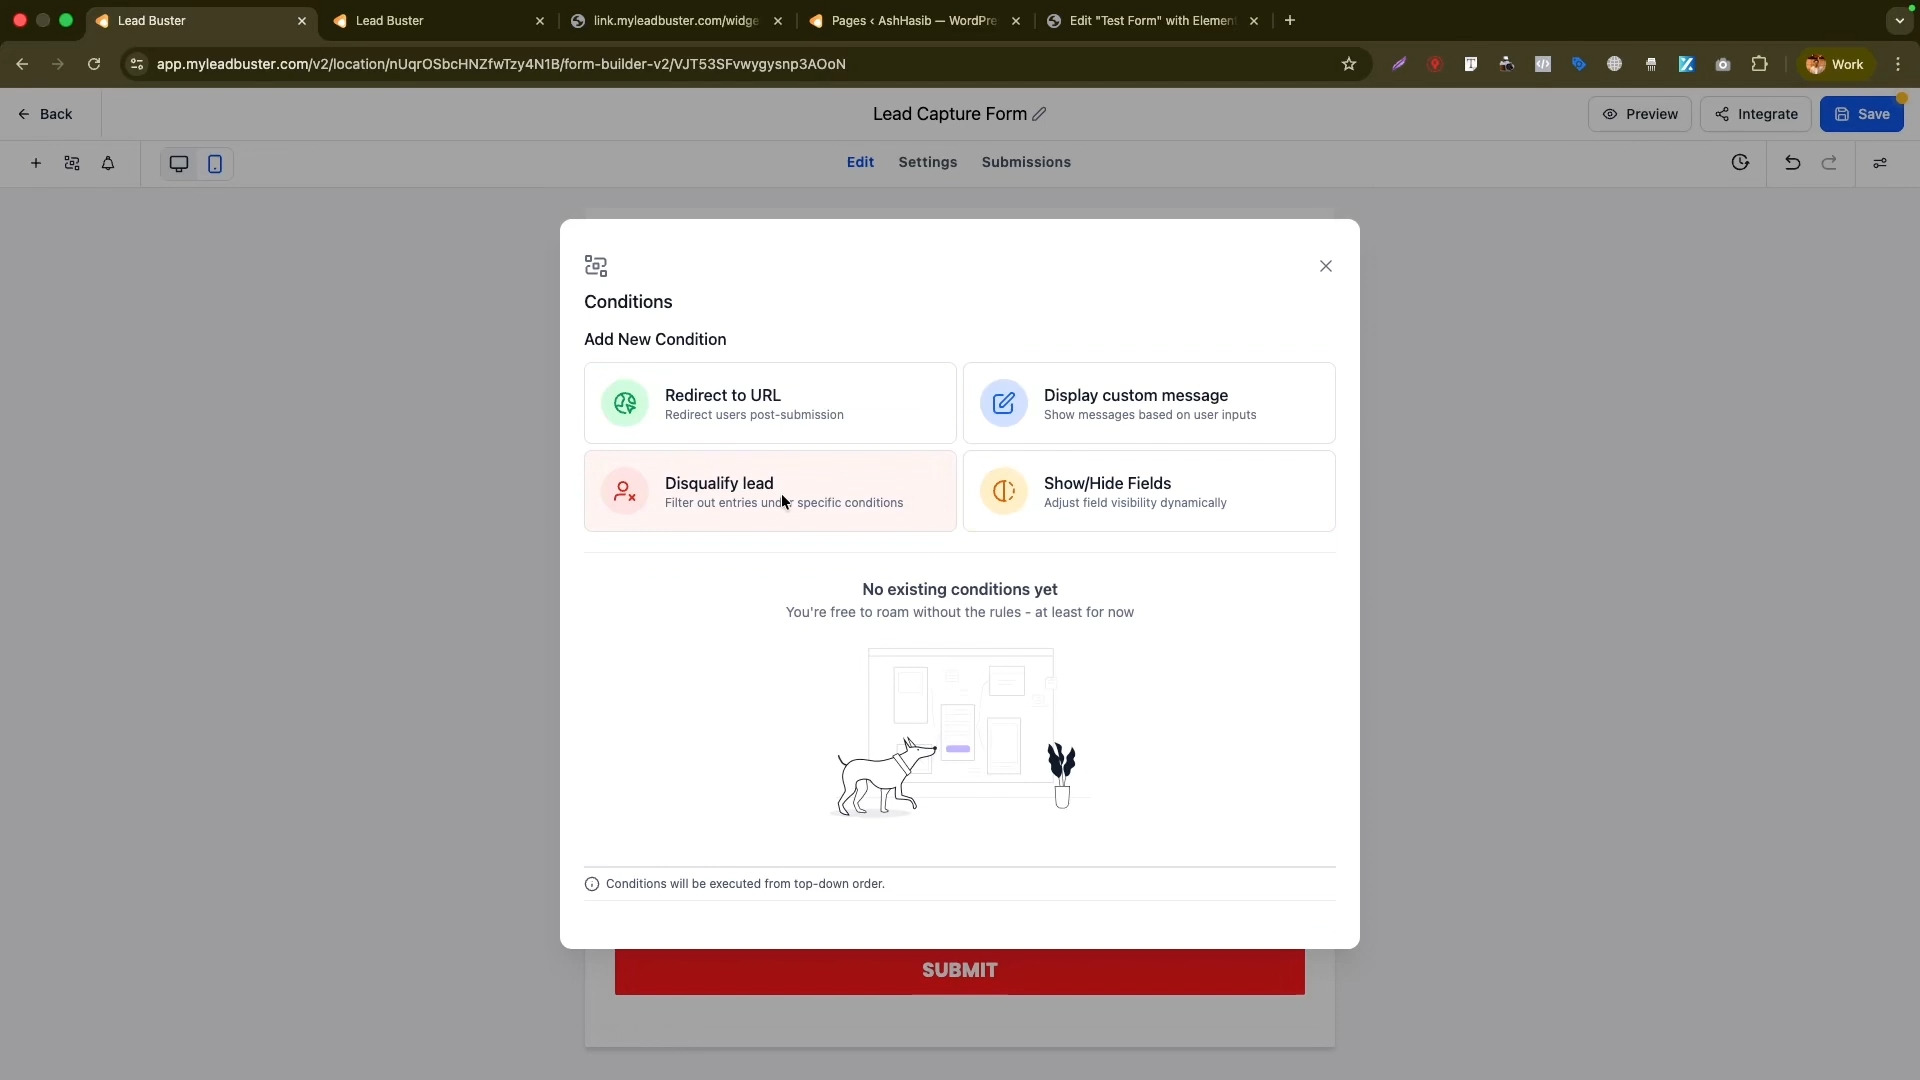 Lead Buster
Lead Buster
link.myleadbuster.com/widge
Pages ‹ AshHasib — WordPre
Edit "Test Form" with Elemen
app.myleadbuster.com/v2/location/nUqrOSbcHNZfwTzy4N1B/form-builder-v2/VJT53SFvwygysnp3AOoN
Work
Back
Lead Capture Form
Preview
Integrate
Save
Edit
Settings
Submissions
Conditions
Add New Condition
Redirect to URL
Redirect users post-submission
Display custom message
Show messages based on user inputs
Disqualify lead
Filter out entries under specific conditions
Show/Hide Fields
Adjust field visibility dynamically
No existing conditions yet
You're free to roam without the rules - at least for now
Conditions will be executed from top-down order.
SUBMIT